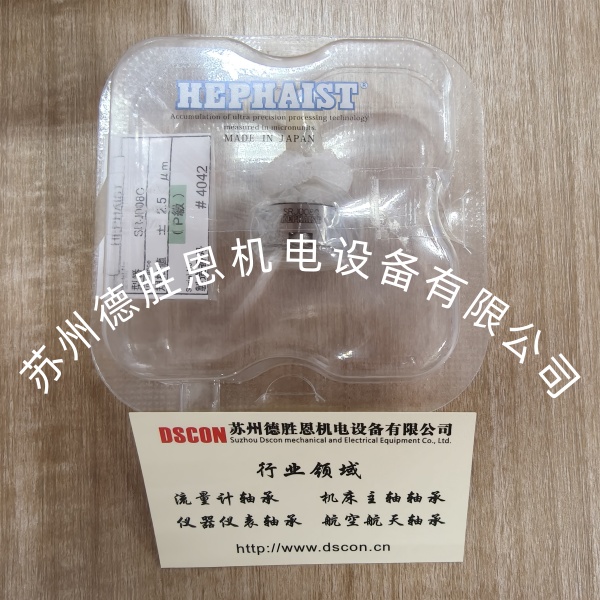 HEPHAIST®
Accumulation of ultra precision processing technology
measured in micronunits
MADE IN JAPAN
HEPHAIST
SRJ008C
± 2.5 μm
(P級)
# 4042
苏州德胜恩机电设备有限公司
DSCON 苏州德胜恩机电设备有限公司
Suzhou Dscon mechanical and Electrical Equipment Co., Ltd.
行业领域
流量计轴承 机床主轴轴承
仪器仪表轴承 航空航天轴承
http://www.dscon.cn